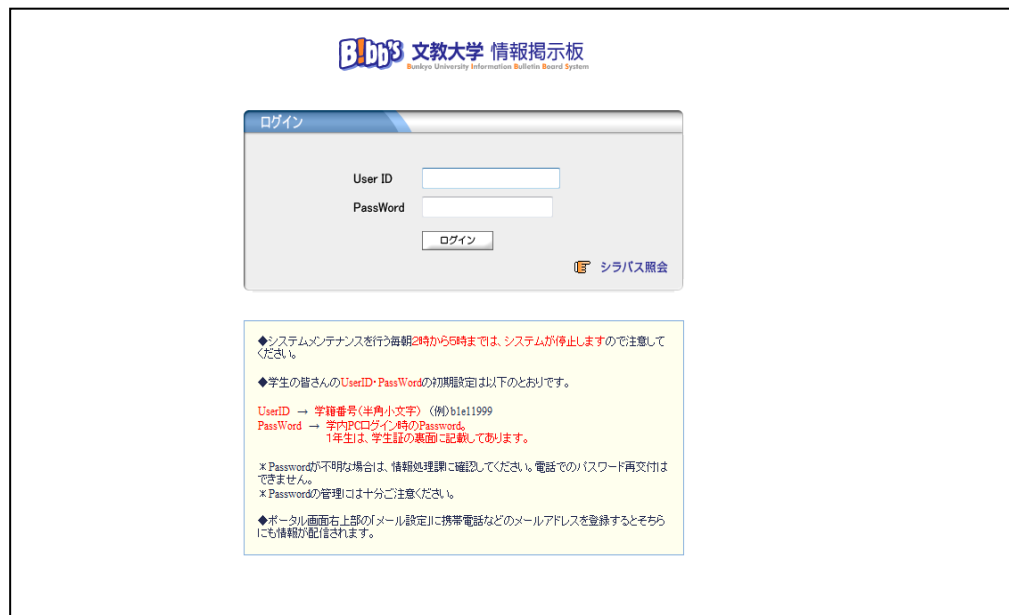 B!bb's 文教大学 情報掲示板
Bunkyo University Information Bulletin Board System
ログイン
User ID
PassWord
ログイン
シラバス照会
◆システムメンテナンスを行う毎朝2時から5時までは、システムが停止しますので注意して
ください。
◆学生の皆さんのUserID・PassWordの初期設定は以下のとおりです。
UserID → 学籍番号(半角小文字) (例)b1e11999
PassWord → 学内PCログイン時のPassword。
1年生は、学生証の裏面に記載してあります。
＊Passwordが不明な場合は、情報処理課に確認してください。電話でのパスワード再交付は
できません。
＊Passwordの管理には十分ご注意ください。
◆ポータル画面右上部の「メール設定」に携帯電話などのメールアドレスを登録するとそちら
にも情報が配信されます。